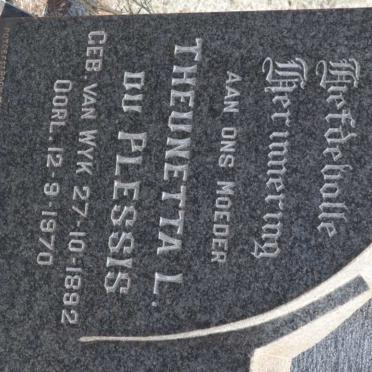 Liefdevolle
Herinnering
AAN ONS MOEDER
THEUNETTA L.
DU PLESSIS
GEB. VAN WYK 27-10-1892
OORL. 12-9-1970